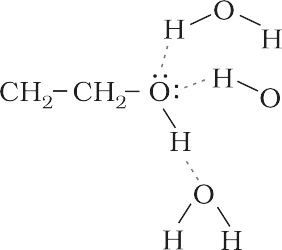 H O H
CH₂–CH₂–O: H O
H
O
H H